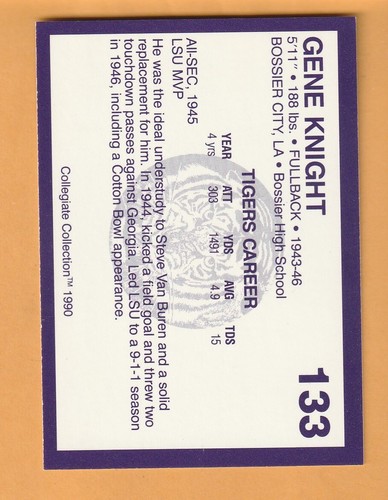 GENE KNIGHT
133
5'11" • 188 lbs. • FULLBACK • 1943-46
BOSSIER CITY, LA • Bossier High School
TIGERS CAREER
YEAR ATT YDS AVG TDS
4 yrs. 303 1491 4.9 15
All-SEC, 1945
LSU MVP
He was the ideal understudy to Steve Van Buren and a solid
replacement for him. In 1944, kicked a field goal and threw two
touchdown passes against Georgia. Led LSU to a 9-1-1 season
in 1946, including a Cotton Bowl appearance.
Collegiate Collection™ 1990